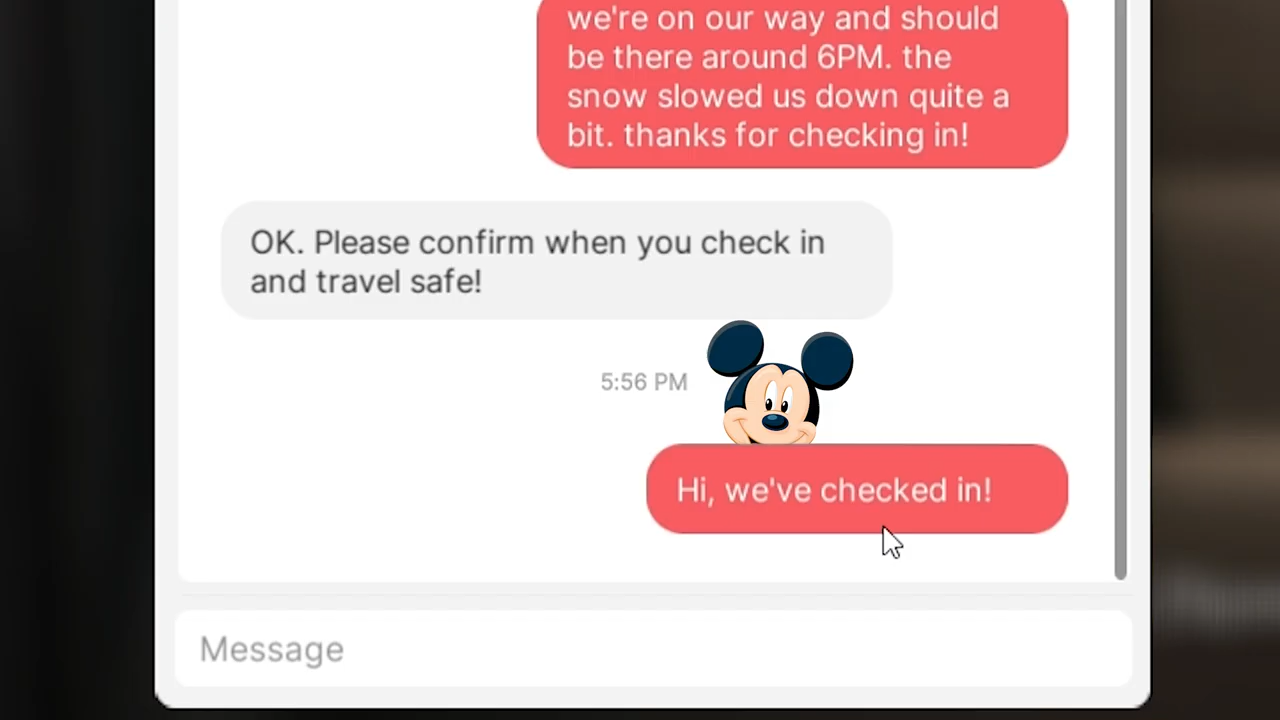 we're on our way and should
be there around 6PM. the
snow slowed us down quite a
bit. thanks for checking in!
OK. Please confirm when you check in
and travel safe!
5:56 PM
Hi, we've checked in!
Message